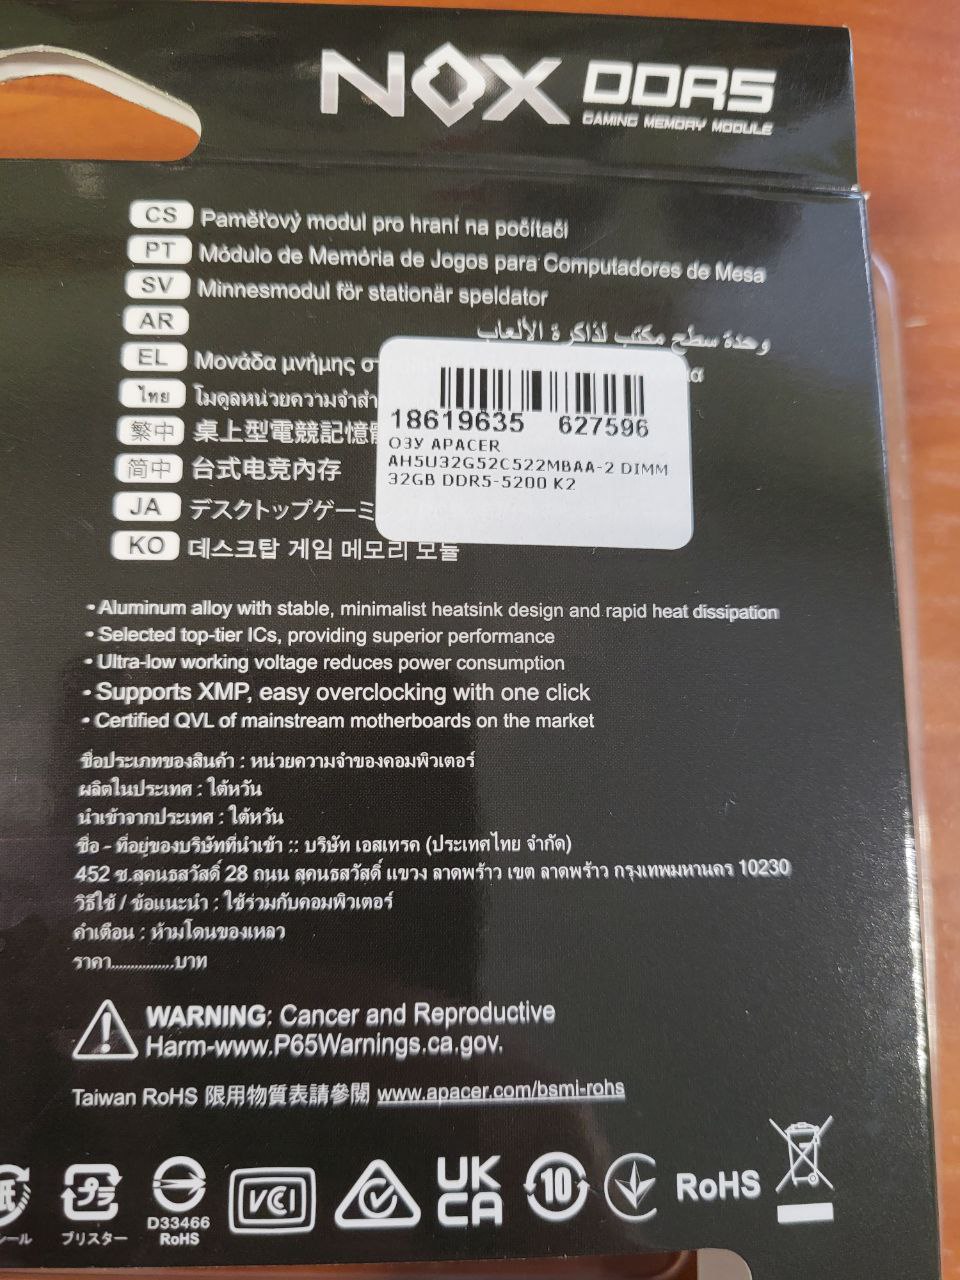 NOX DDR5
GAMING MEMORY MODULE
CS Paměťový modul pro hraní na počítači
PT Módulo de Memória de Jogos para Computadores de Mesa
SV Minnesmodul för stationär speldator
AR وحدة سطح مكتب لذاكرة الألعاب
EL Μονάδα μνήμης
ไทย โมดูลหน่วยความจำสำ
繁中 桌上型電競記憶
简中 台式电竞內存
JA デスクトップゲーミ
KO 데스크탑 게임 메모리 모듈
18619635 627596
ОЗУ APACER
AH5U32G52C522MBAA-2 DIMM
32GB DDR5-5200 K2
• Aluminum alloy with stable, minimalist heatsink design and rapid heat dissipation
• Selected top-tier ICs, providing superior performance
• Ultra-low working voltage reduces power consumption
• Supports XMP, easy overclocking with one click
• Certified QVL of mainstream motherboards on the market
ชื่อประเภทของสินค้า : หน่วยความจำของคอมพิวเตอร์
ผลิตในประเทศ : ใต้หวัน
นำเข้าจากประเทศ : ใต้หวัน
ชื่อ - ที่อยู่ของบริษัทที่นำเข้า :: บริษัท เอสเทรค (ประเทศไทย จำกัด)
452 ซ.สุคนธสวัสดิ์ 28 ถนน สุคนธสวัสดิ์ แขวง ลาดพร้าว เขต ลาดพร้าว กรุงเทพมหานคร 10230
วิธีใช้ / ข้อแนะนำ : ใช้ร่วมกับคอมพิวเตอร์
คำเตือน : ห้ามโดนของเหลว
ราคา................บาท
WARNING: Cancer and Reproductive
Harm-www.P65Warnings.ca.gov.
Taiwan RoHS 限用物質表請參閱 www.apacer.com/bsmi-rohs
紙 プラ VCI UK CA 10 RoHS
シール ブリスター D33466
RoHS